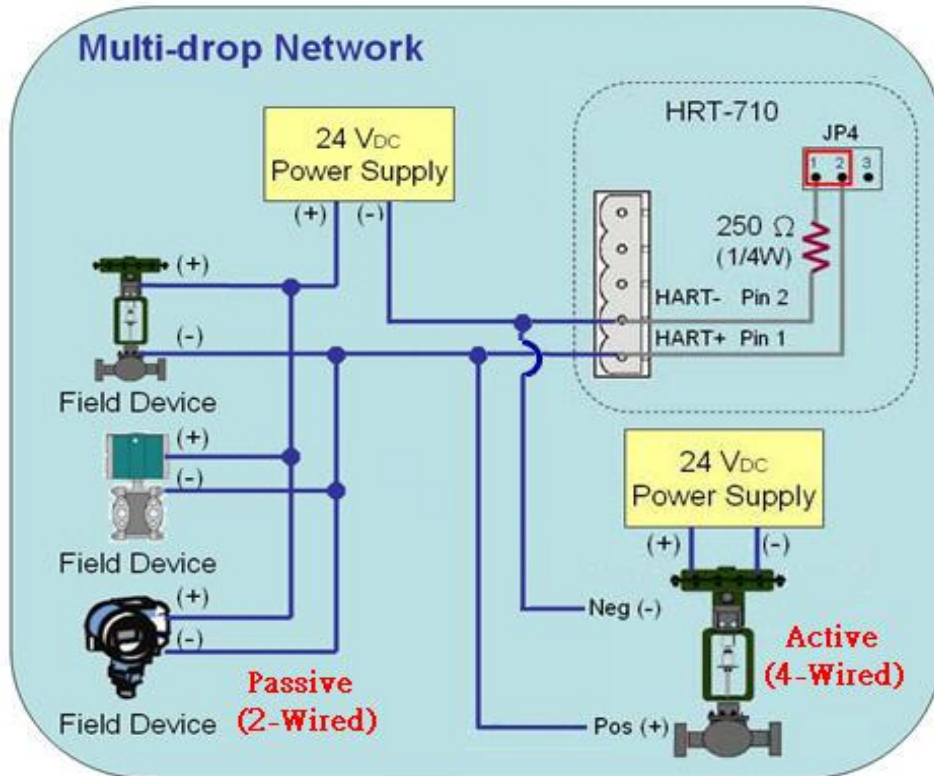 Multi-drop Network
24 VDC
Power Supply
(+) (-)
HRT-710
JP4
1 2 3
250 Ω
(1/4W)
HART- Pin 2
HART+ Pin 1
(+)
(-)
Field Device
(+)
(-)
Field Device
(+)
(-)
Field Device
Passive
(2-Wired)
24 VDC
Power Supply
(+) (-)
Neg (-)
Active
(4-Wired)
Pos (+)